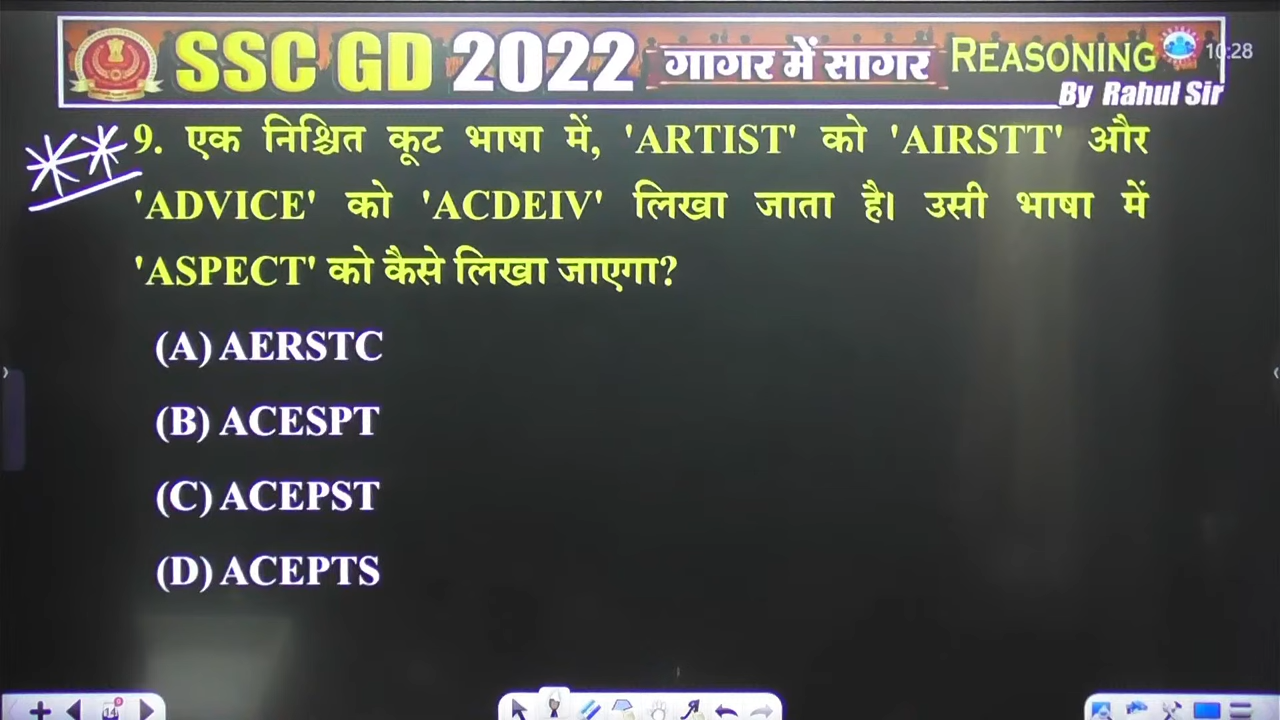 SSC GD 2022 गागर में सागर REASONING 10:28
By Rahul Sir
9. एक निश्चित कूट भाषा में, 'ARTIST' को 'AIRSTT' और
'ADVICE' को 'ACDEIV' लिखा जाता है। उसी भाषा में
'ASPECT' को कैसे लिखा जाएगा?
(A) AERSTC
(B) ACESPT
(C) ACEPST
(D) ACEPTS
14